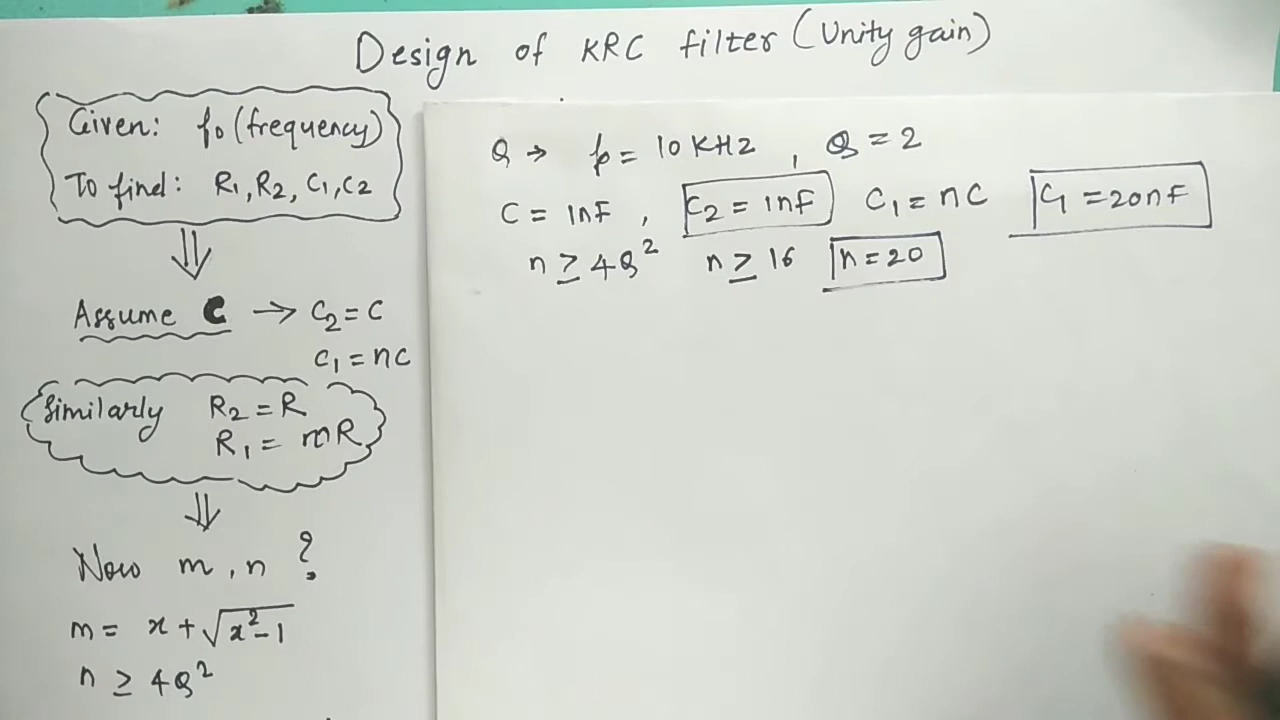 Design of KRC filter (Unity gain)
Given: fo (frequency)
To find: R1, R2, C1, C2
⇓
Assume C → C2 = C
C1 = nC
Similarly R2 = R
R1 = mR
⇓
Now m, n ?
m = x + √x²-1
n ≥ 4Q²
Q → fo = 10 KHz , Q = 2
C = 1nF , C2 = 1nF C1 = nC C1 = 20nF
n ≥ 4Q² n ≥ 16 n = 20